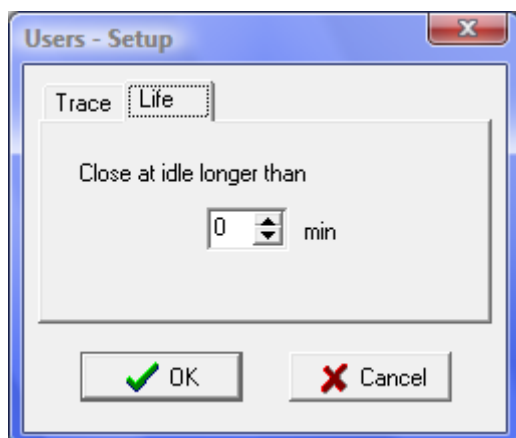 Users - Setup
Trace Life
Close at idle longer than
0 min
OK Cancel